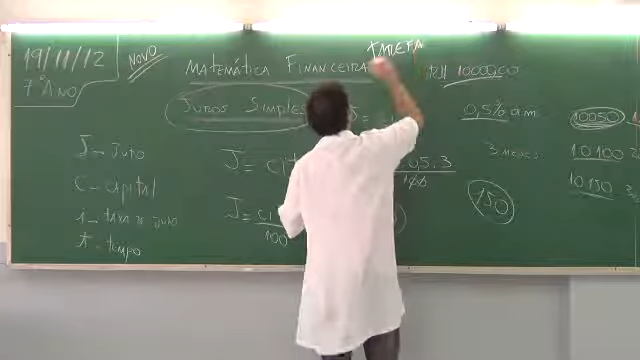 19/11/12
7º ANO
NOVO
MATEMÁTICA FINANCEIRA
TAREFA
JUROS SIMPLES
J - JURO
C - CAPITAL
i - TAXA DE JURO
t - TEMPO
J =
J = C i t
05.3
100
J = C i
100
10000,00
0,5% a.m
3 meses
150
10050
10.100
10.150